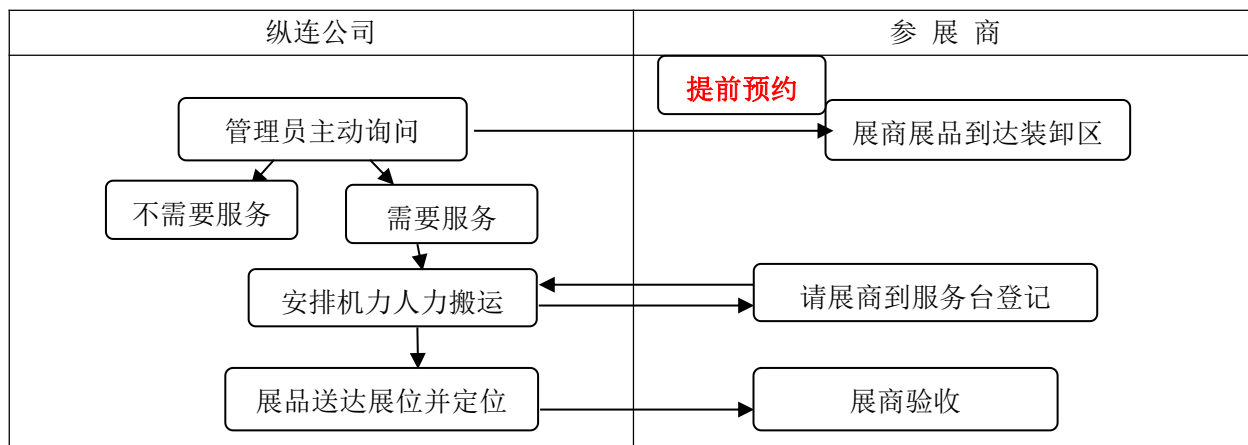 纵连公司
参 展 商
提前预约
管理员主动询问
展商展品到达装卸区
不需要服务
需要服务
安排机力人力搬运
请展商到服务台登记
展品送达展位并定位
展商验收